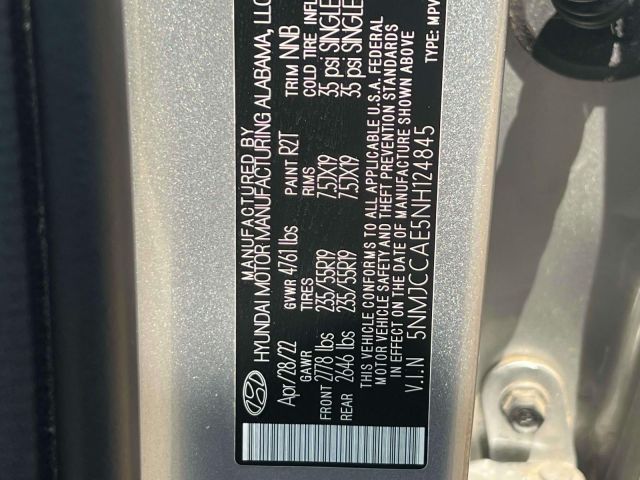 MANUFACTURED BY
HYUNDAI MOTOR MANUFACTURING ALABAMA, LLC
Apr/28/22 GVWR 4761 lbs PAINT R2T TRIM NNB
GAWR TIRES RIMS COLD TIRE
FRONT 2778 lbs 235/55R19 7.5JX19 35 psi SINGLE
REAR 2646 lbs 235/55R19 7.5JX19 35 psi SINGLE
THIS VEHICLE CONFORMS TO ALL APPLICABLE U.S.A. FEDERAL
MOTOR VEHICLE SAFETY AND THEFT PREVENTION STANDARDS
IN EFFECT ON THE DATE OF MANUFACTURE SHOWN ABOVE
V.I.N 5NMJCCAE5NH124845 TYPE: MPV